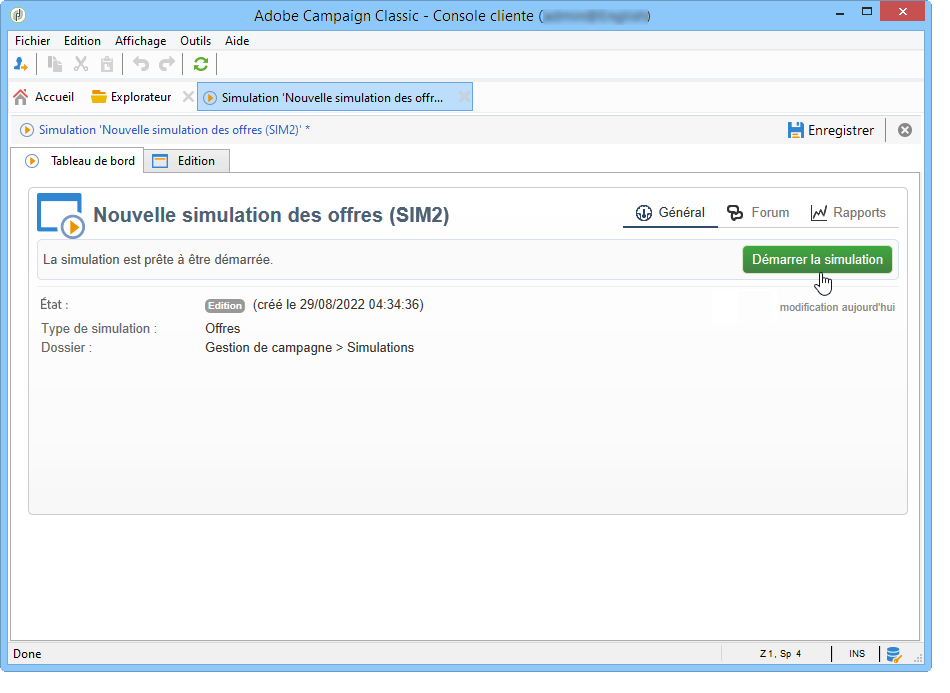 Adobe Campaign Classic - Console cliente ( )
Fichier Edition Affichage Outils Aide
Accueil Explorateur Simulation 'Nouvelle simulation des offr...
Simulation 'Nouvelle simulation des offres (SIM2)' * Enregistrer
Tableau de bord Edition
Nouvelle simulation des offres (SIM2) Général Forum Rapports
La simulation est prête à être démarrée. Démarrer la simulation
État : Edition (créé le 29/08/2022 04:34:36) modification aujourd'hui
Type de simulation : Offres
Dossier : Gestion de campagne > Simulations
Done Z 1, Sp 4 INS